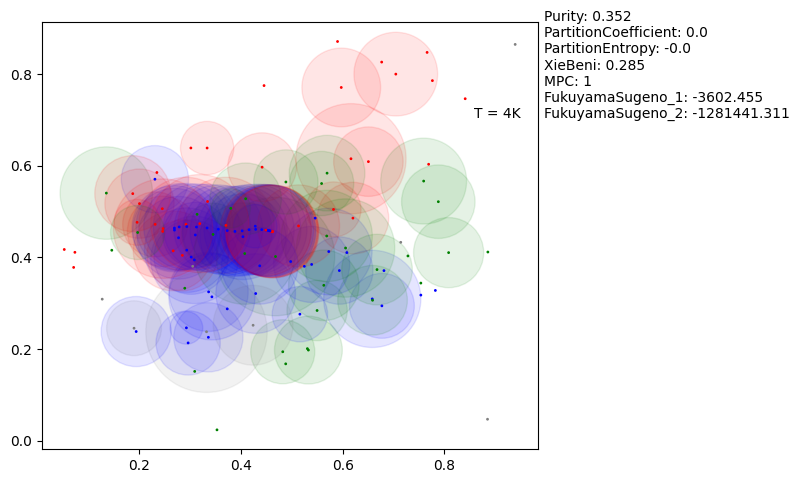 Purity: 0.352
PartitionCoefficient: 0.0
PartitionEntropy: -0.0
XieBeni: 0.285
MPC: 1
FukuyamaSugeno_1: -3602.455
FukuyamaSugeno_2: -1281441.311
T = 4K
0.8
0.6
0.4
0.2
0.0
0.2 0.4 0.6 0.8